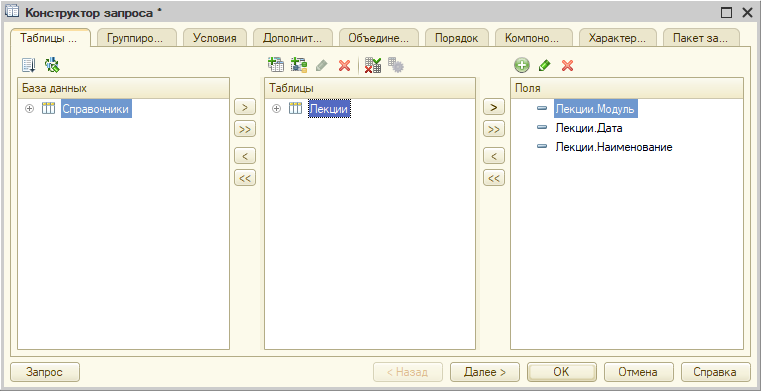 Конструктор запроса *
Таблицы ... Группиро... Условия Дополнит... Объедине... Порядок Компоно... Характер... Пакет за...
База данных
Справочники
>
>>
<
<<
Таблицы
Лекции
>
>>
<
<<
Поля
Лекции.Модуль
Лекции.Дата
Лекции.Наименование
Запрос < Назад Далее > OK Отмена Справка